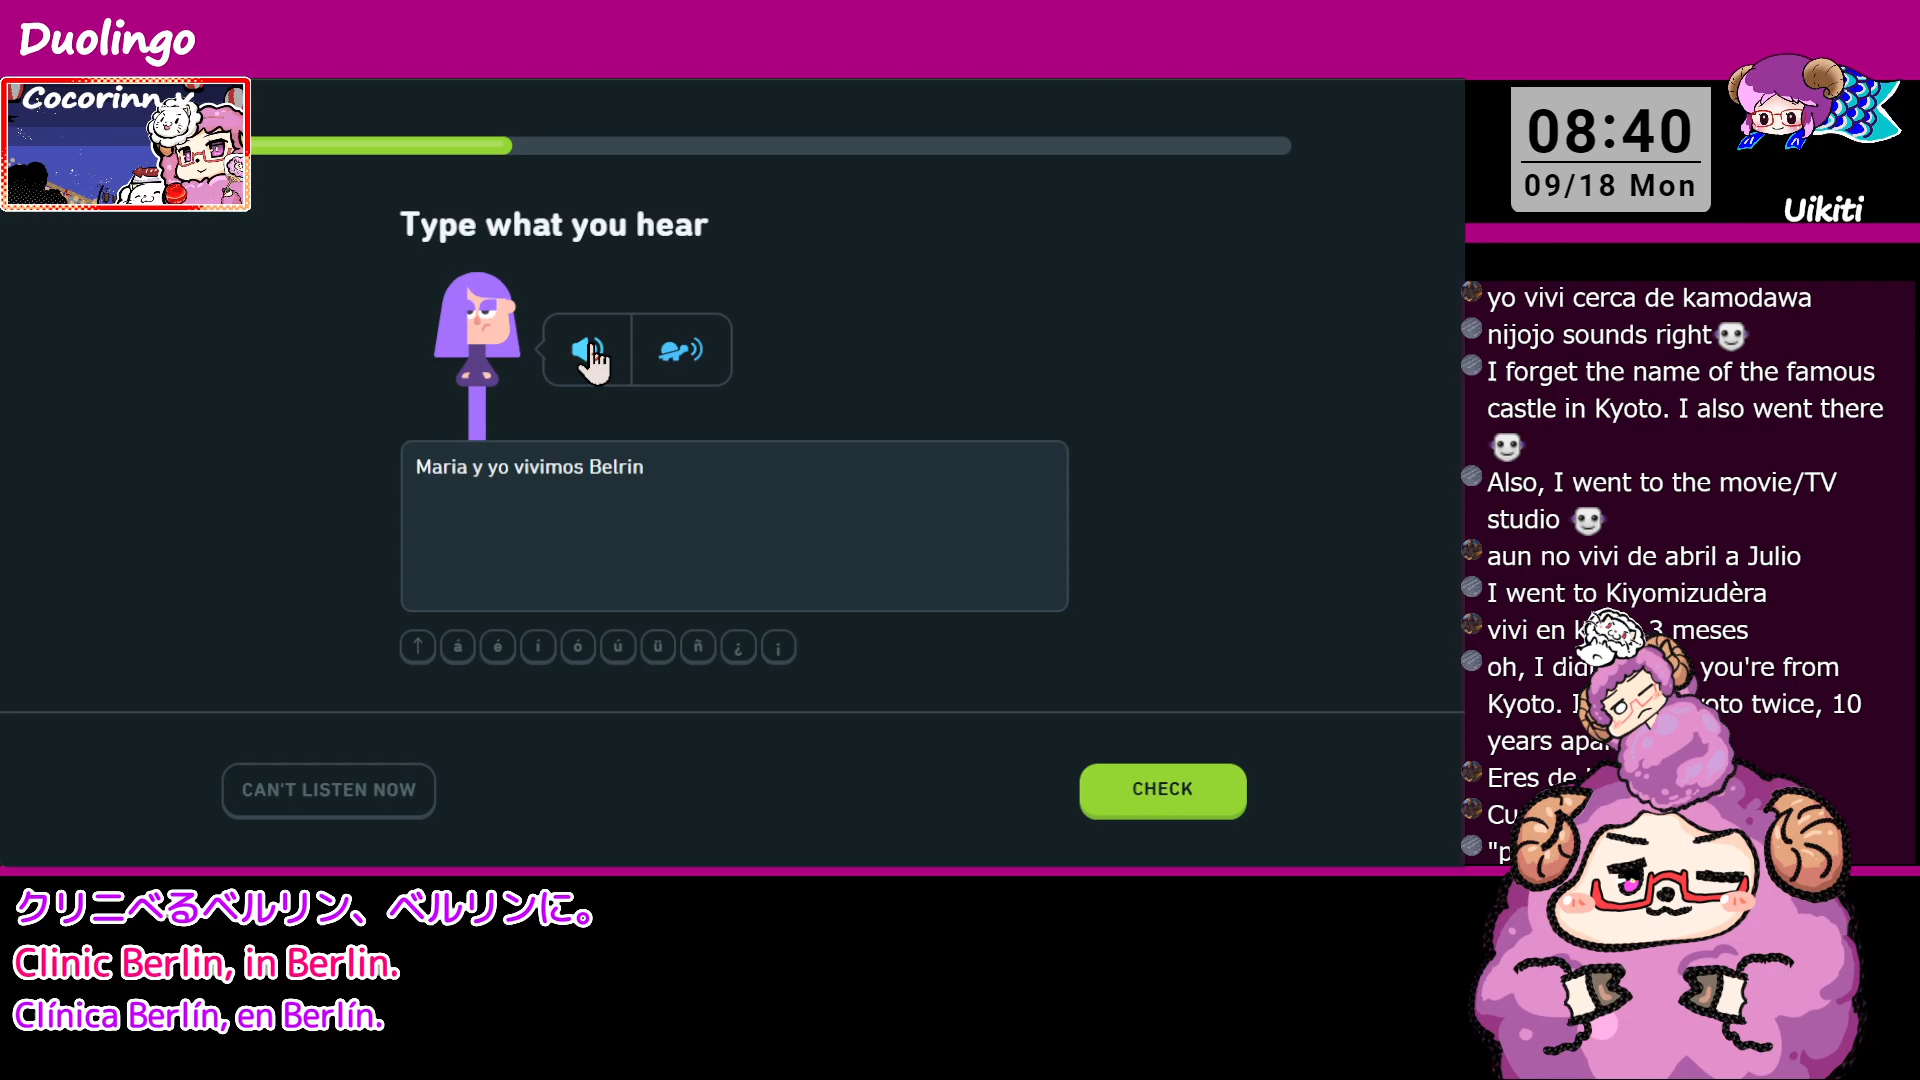 Duolingo
Cocorinn_y
08:40
09/18 Mon
Uikiti
Type what you hear
Maria y yo vivimos Belrin
↑ á é í ó ú ü ñ ¿ ¡
CAN'T LISTEN NOW
CHECK
yo vivi cerca de kamodawa
nijojo sounds right
I forget the name of the famous
castle in Kyoto. I also went there
Also, I went to the movie/TV
studio
aun no vivi de abril a Julio
I went to Kiyomizudèra
vivi en 3 meses
oh, I you're from
Kyoto. twice, 10
years
Eres de
クリニべるベルリン、ベルリンに。
Clinic Berlin, in Berlin.
Clínica Berlín, en Berlín.